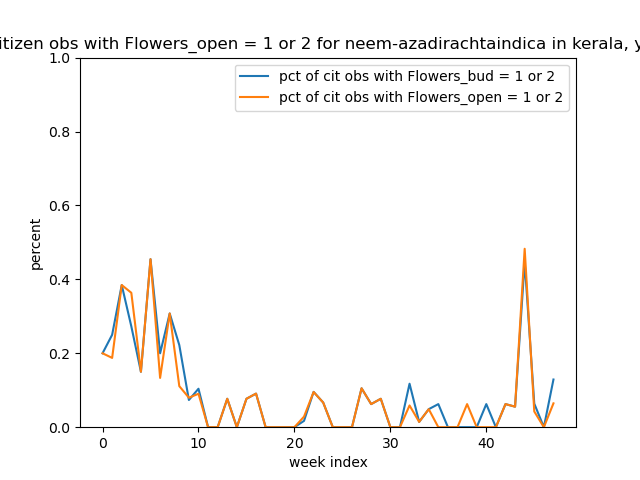 itizen obs with Flowers_open = 1 or 2 for neem-azadirachtaindica in kerala, y
pct of cit obs with Flowers_bud = 1 or 2
pct of cit obs with Flowers_open = 1 or 2
1.0
0.8
0.6
0.4
0.2
0.0
percent
0 10 20 30 40
week index